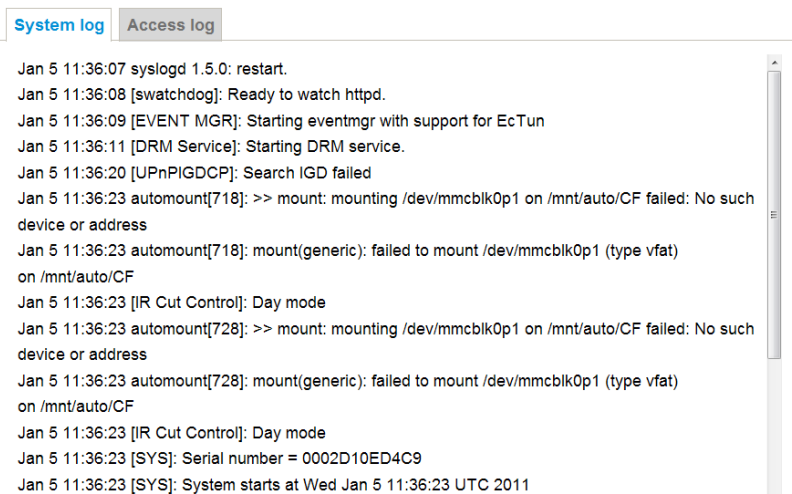 System log
Access log
Jan 5 11:36:07 syslogd 1.5.0: restart.
Jan 5 11:36:08 [swatchdog]: Ready to watch httpd.
Jan 5 11:36:09 [EVENT MGR]: Starting eventmgr with support for EcTun
Jan 5 11:36:11 [DRM Service]: Starting DRM service.
Jan 5 11:36:20 [UPnPIGDCP]: Search IGD failed
Jan 5 11:36:23 automount[718]: >> mount: mounting /dev/mmcblk0p1 on /mnt/auto/CF failed: No such
device or address
Jan 5 11:36:23 automount[718]: mount(generic): failed to mount /dev/mmcblk0p1 (type vfat)
on /mnt/auto/CF
Jan 5 11:36:23 [IR Cut Control]: Day mode
Jan 5 11:36:23 automount[728]: >> mount: mounting /dev/mmcblk0p1 on /mnt/auto/CF failed: No such
device or address
Jan 5 11:36:23 automount[728]: mount(generic): failed to mount /dev/mmcblk0p1 (type vfat)
on /mnt/auto/CF
Jan 5 11:36:23 [IR Cut Control]: Day mode
Jan 5 11:36:23 [SYS]: Serial number = 0002D10ED4C9
Jan 5 11:36:23 [SYS]: System starts at Wed Jan 5 11:36:23 UTC 2011